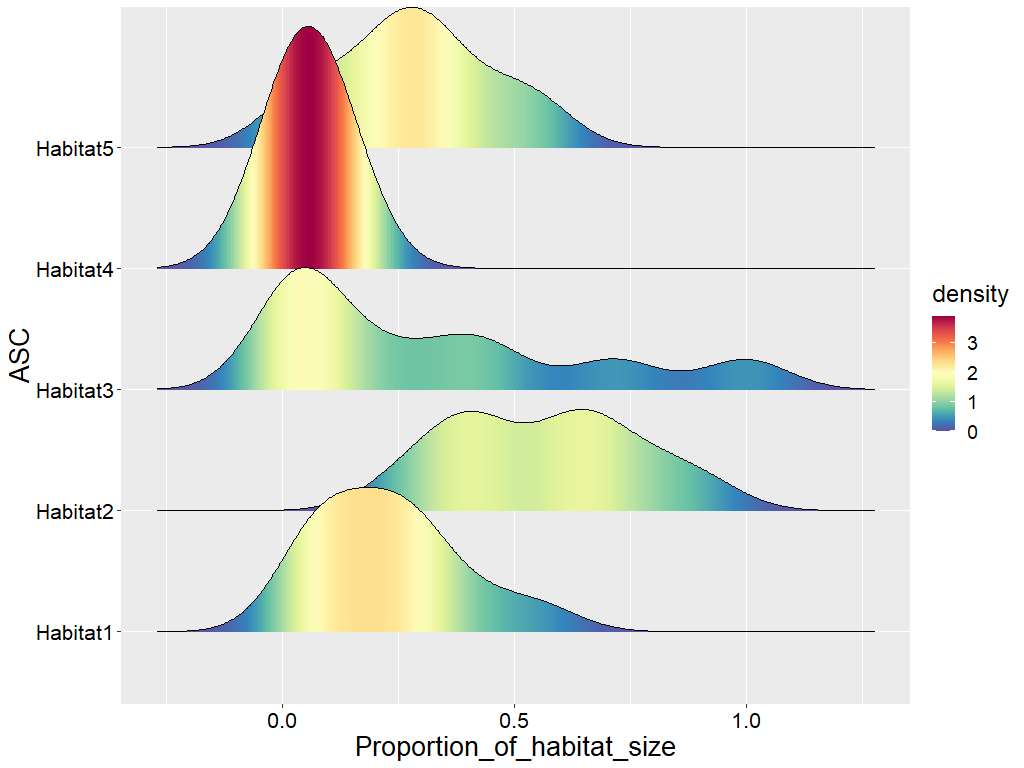 Habitat5
Habitat4
Habitat3
Habitat2
Habitat1
ASC
0.0 0.5 1.0
Proportion_of_habitat_size
density
3
2
1
0